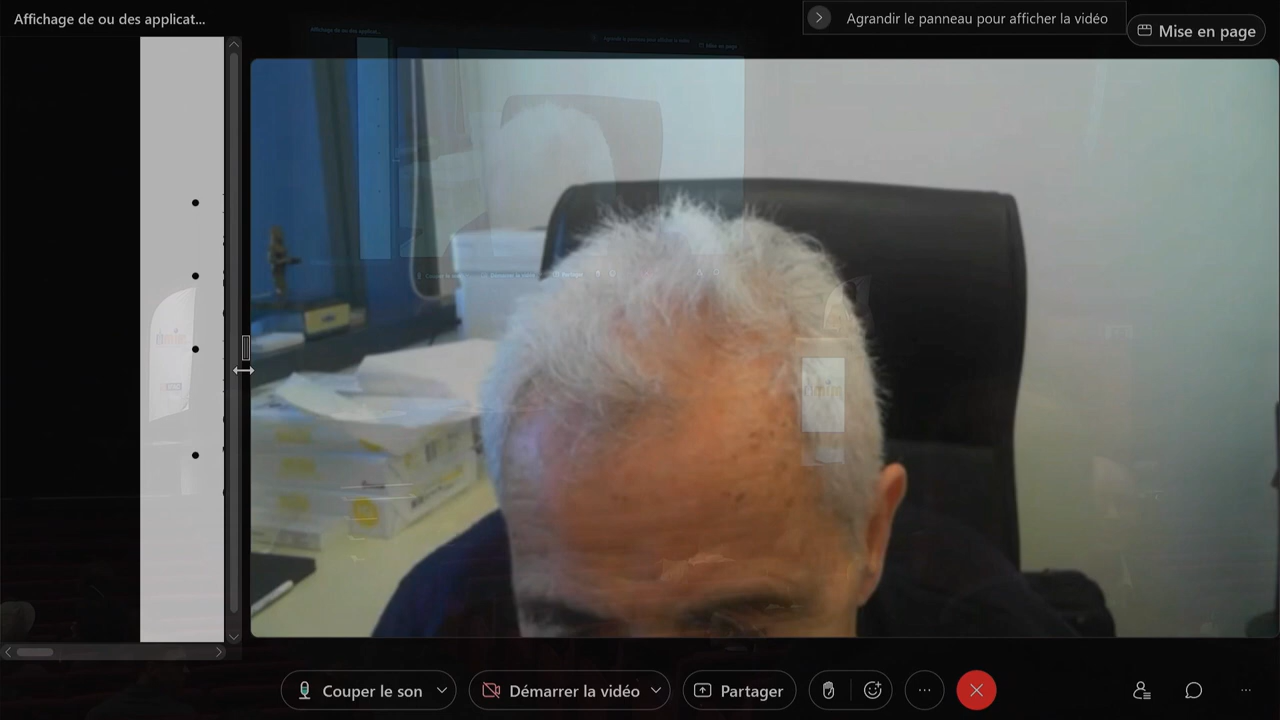 Affichage de ou des applicat...
Agrandir le panneau pour afficher la vidéo
Mise en page
Couper le son
Démarrer la vidéo
Partager